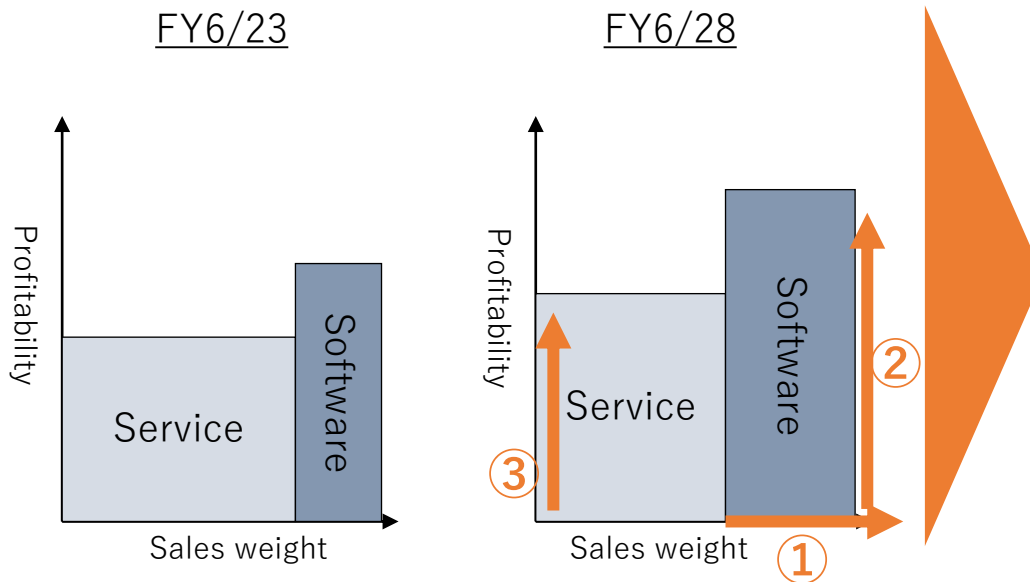 FY6/23
FY6/28
Profitability
Service
Software
Sales weight
Profitability
③
Service
Software
②
Sales weight
①